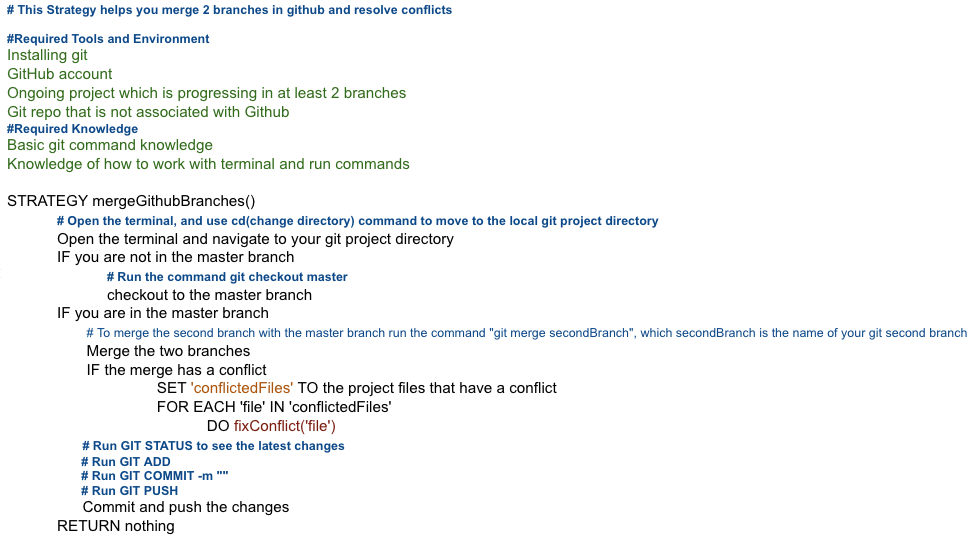 # This Strategy helps you merge 2 branches in github and resolve conflicts
#Required Tools and Environment
Installing git
GitHub account
Ongoing project which is progressing in at least 2 branches
Git repo that is not associated with Github
#Required Knowledge
Basic git command knowledge
Knowledge of how to work with terminal and run commands
STRATEGY mergeGithubBranches()
# Open the terminal, and use cd(change directory) command to move to the local git project directory
Open the terminal and navigate to your git project directory
IF you are not in the master branch
# Run the command git checkout master
checkout to the master branch
IF you are in the master branch
# To merge the second branch with the master branch run the command "git merge secondBranch", which secondBranch is the name of your git second branch
Merge the two branches
IF the merge has a conflict
SET 'conflictedFiles' TO the project files that have a conflict
FOR EACH 'file' IN 'conflictedFiles'
DO fixConflict('file')
# Run GIT STATUS to see the latest changes
# Run GIT ADD
# Run GIT COMMIT -m ""
# Run GIT PUSH
Commit and push the changes
RETURN nothing